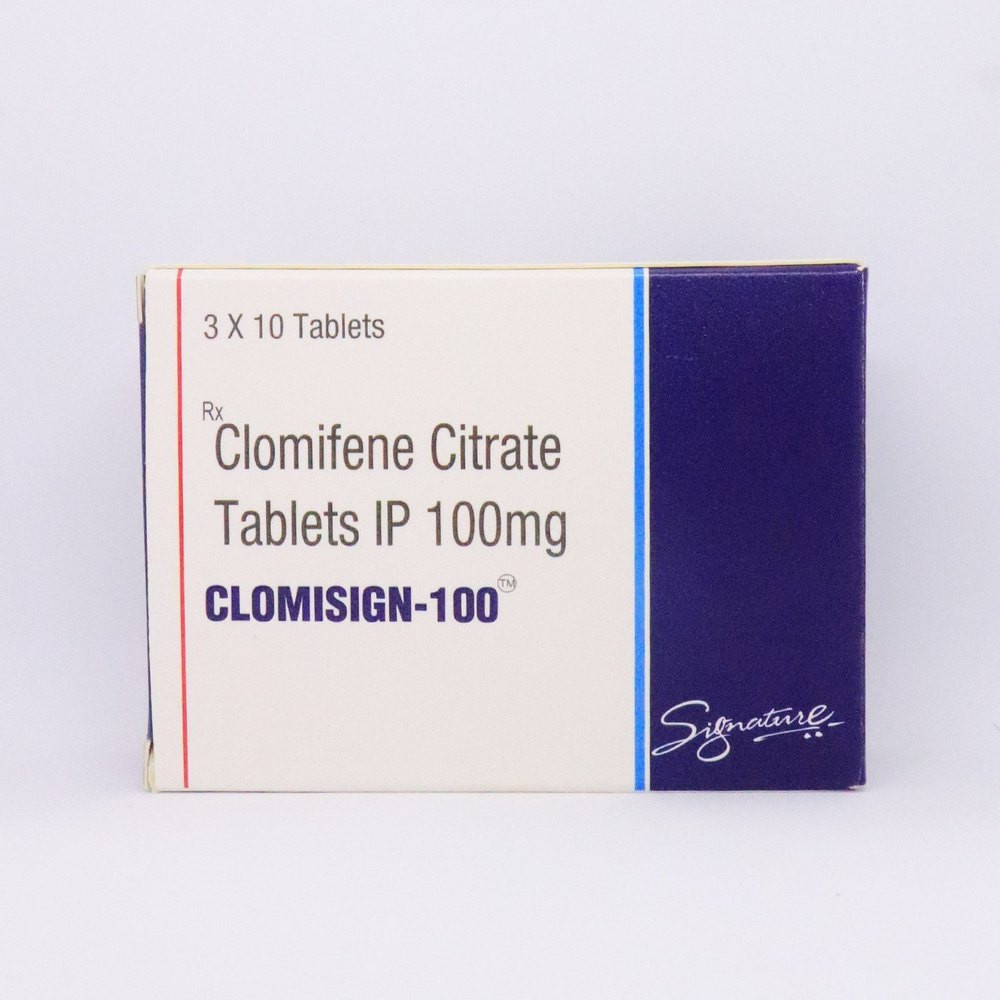 3 X 10 Tablets
Rx
Clomifene Citrate
Tablets IP 100mg
CLOMISIGN-100™
Signature